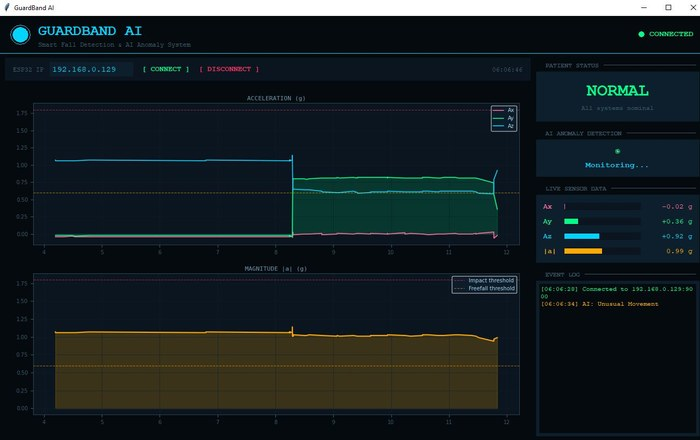 GuardBand AI
GUARDBAND AI
Smart Fall Detection & AI Anomaly System
CONNECTED
ESP32 IP 192.168.0.129 [ CONNECT ] [ DISCONNECT ]
ACCELERATION (g)
Ax
Ay
Az
1.75
1.50
1.25
1.00
0.75
0.50
0.25
0.00
4 5 6 7 8 9 10 11 12
MAGNITUDE |a| (g)
Impact threshold
Freefall threshold
1.75
1.50
1.25
1.00
0.75
0.50
0.25
0.00
4 5 6 7 8 9 10 11 12
PATIENT STATUS
NORMAL
All systems nominal
AI ANOMALY DETECTION
Monitoring...
LIVE SENSOR DATA
Ax -0.02 g
Ay +0.36 g
Az +0.92 g
|a| 0.99 g
EVENT LOG
[06:06:28] Connected to 192.168.0.129:90
00
[06:06:34] AI: Unusual Movement